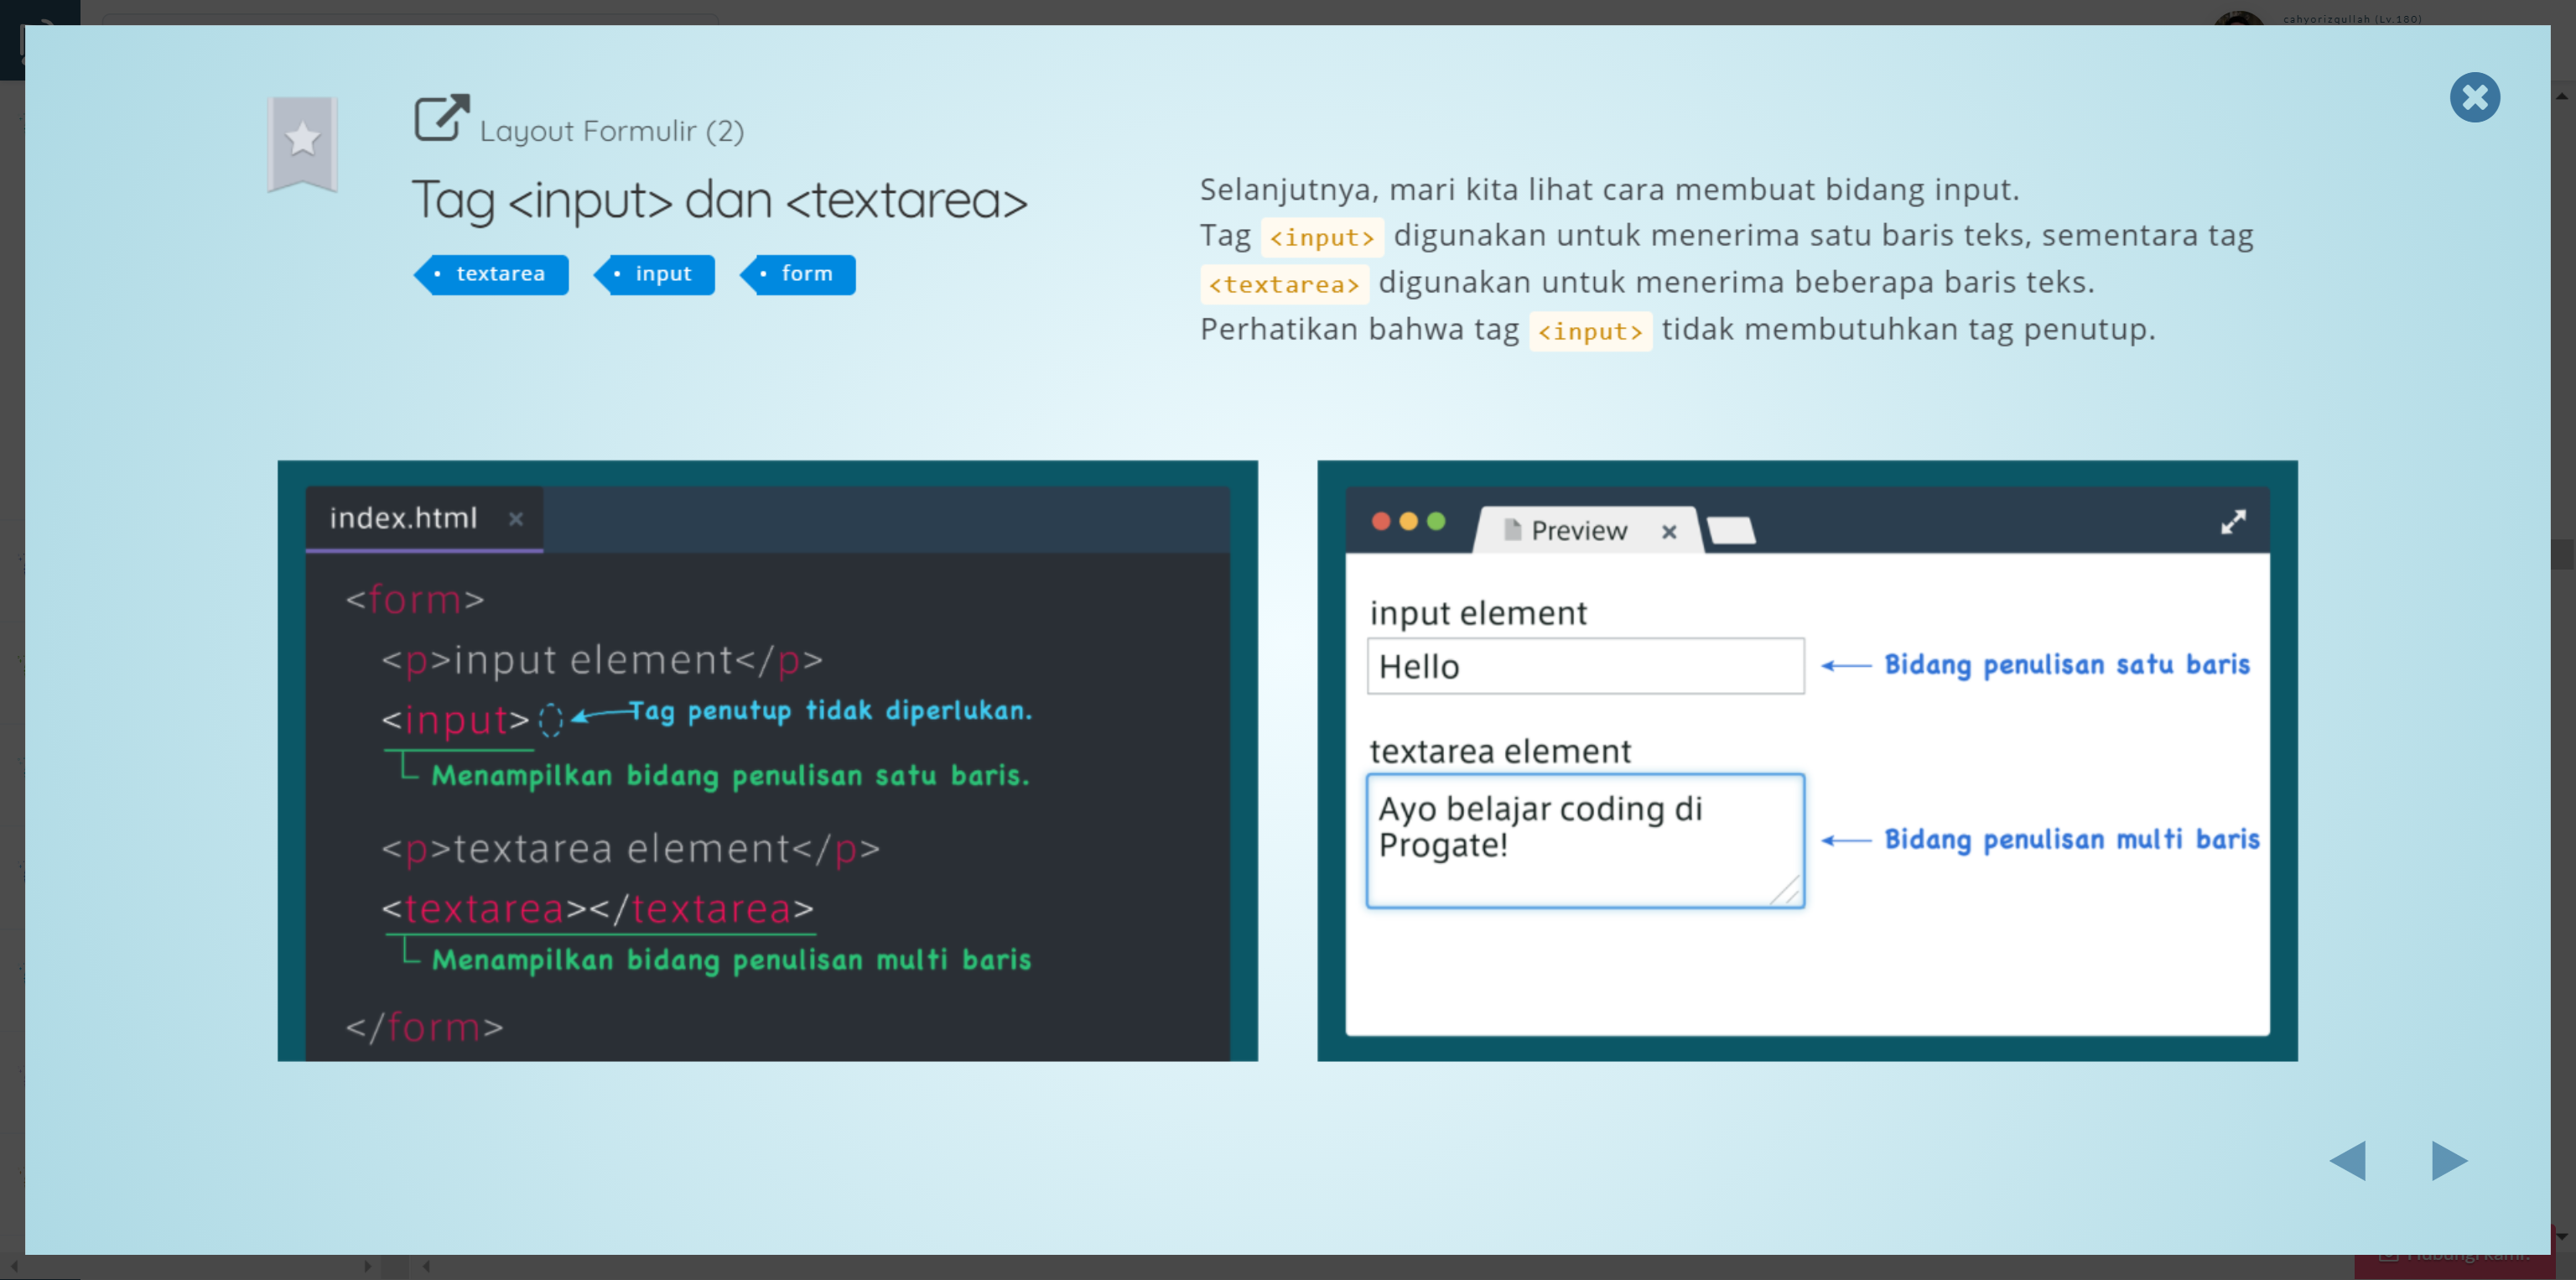 cahyorizqullah (Lv.180)
Layout Formulir (2)
Tag <input> dan <textarea>
• textarea • input • form
Selanjutnya, mari kita lihat cara membuat bidang input.
Tag <input> digunakan untuk menerima satu baris teks, sementara tag
<textarea> digunakan untuk menerima beberapa baris teks.
Perhatikan bahwa tag <input> tidak membutuhkan tag penutup.
index.html
<form>
<p>input element</p>
<input>
Tag penutup tidak diperlukan.
Menampilkan bidang penulisan satu baris.
<p>textarea element</p>
<textarea></textarea>
Menampilkan bidang penulisan multi baris
</form>
Preview
input element
Hello
Bidang penulisan satu baris
textarea element
Ayo belajar coding di
Progate!
Bidang penulisan multi baris